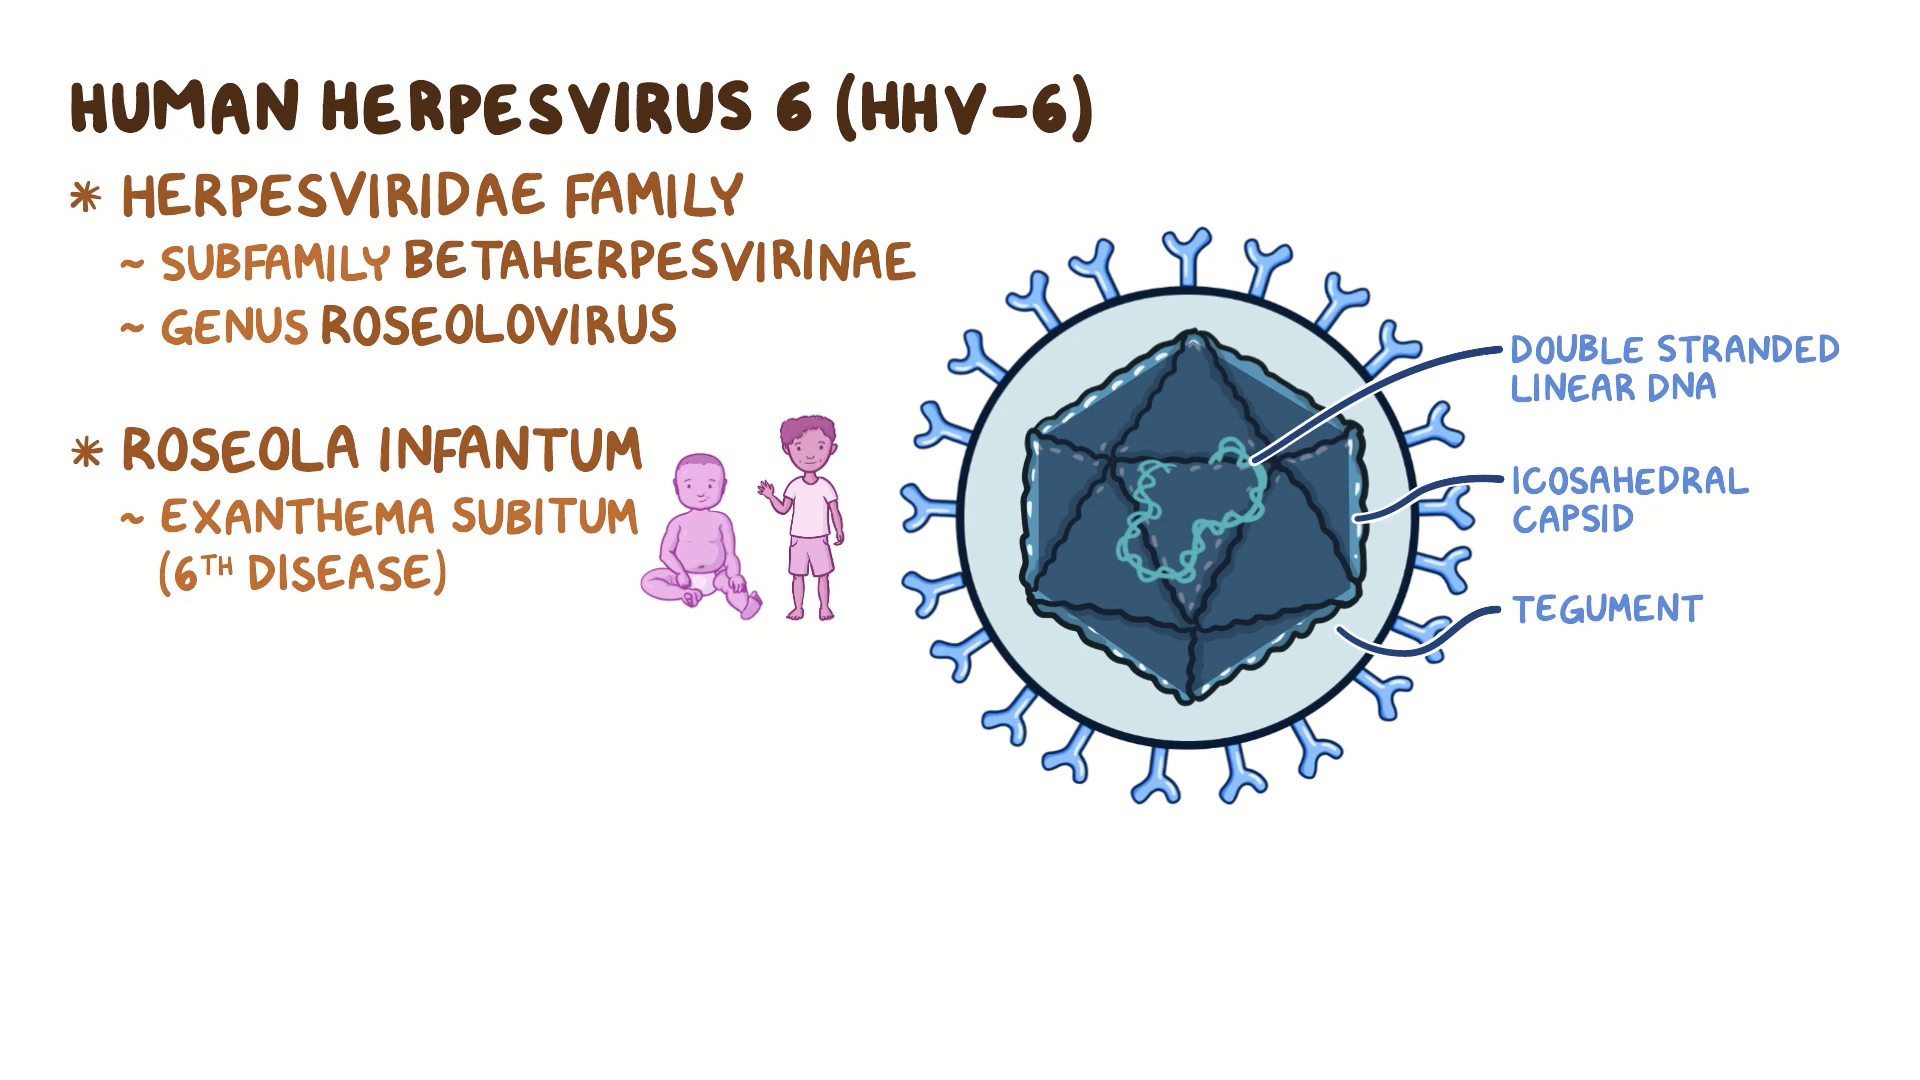 HUMAN HERPESVIRUS 6 (HHV-6)
* HERPESVIRIDAE FAMILY
~ SUBFAMILY BETAHERPESVIRINAE
~ GENUS ROSEOLOVIRUS
* ROSEOLA INFANTUM
~ EXANTHEMA SUBITUM
(6TH DISEASE)
DOUBLE STRANDED
LINEAR DNA
ICOSAHEDRAL
CAPSID
TEGUMENT